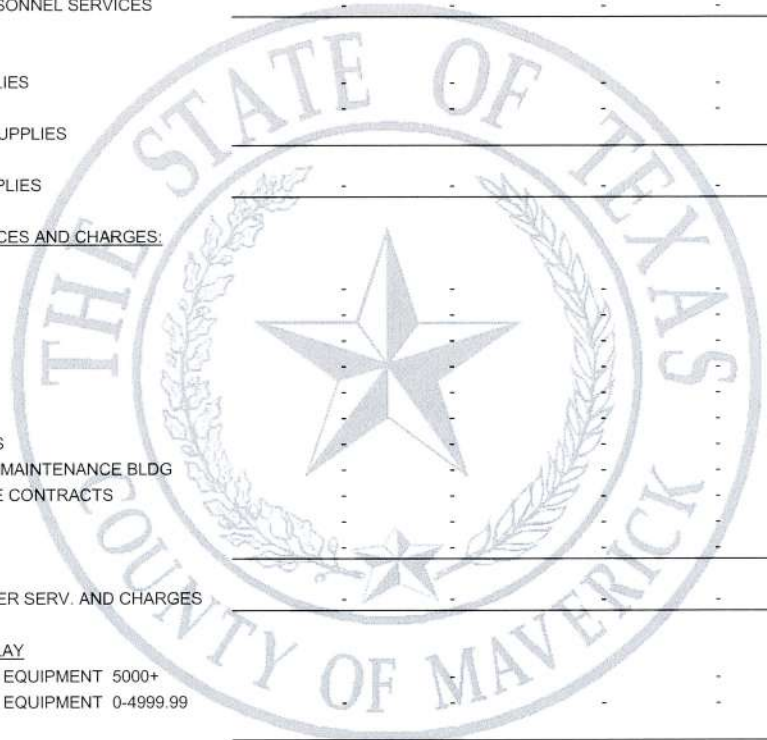 SONNEL SERVICES - - - -
LIES - - - -
- - - -
UPPLIES
PLIES - - - -
CES AND CHARGES:
- - - -
- - - -
- - - -
- - - -
- - - -
- - - -
S - - - -
MAINTENANCE BLDG - - - -
E CONTRACTS - - - -
- - - -
- - - -
ER SERV. AND CHARGES - - - -
LAY
EQUIPMENT 5000+ - -
EQUIPMENT 0-4999.99 - - - -
THE STATE OF TEXAS
COUNTY OF MAVERICK